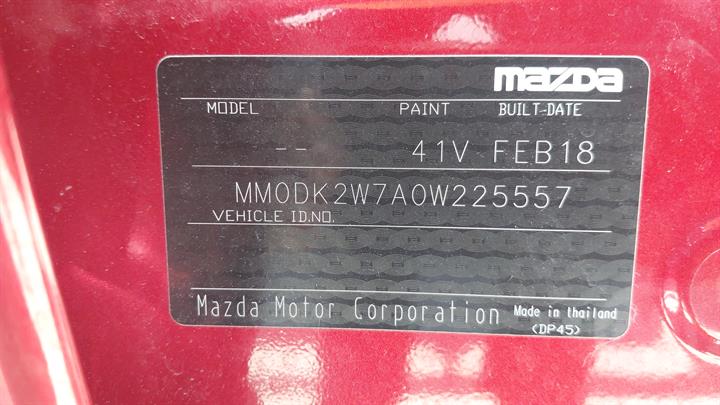 mazda
MODEL PAINT BUILT-DATE
-- 41V FEB18
MM0DK2W7A0W225557
VEHICLE ID.NO.
Mazda Motor Corporation Made in thailand
(DP45)